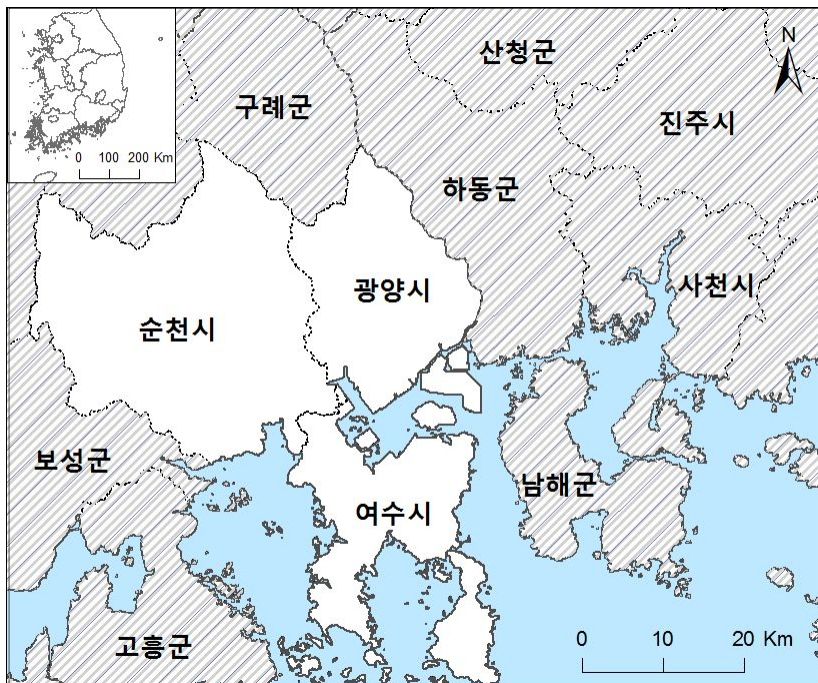 산청군
N
구례군
진주시
0 100 200 Km
하동군
광양시
사천시
순천시
보성군
남해군
여수시
고흥군
0 10 20 Km